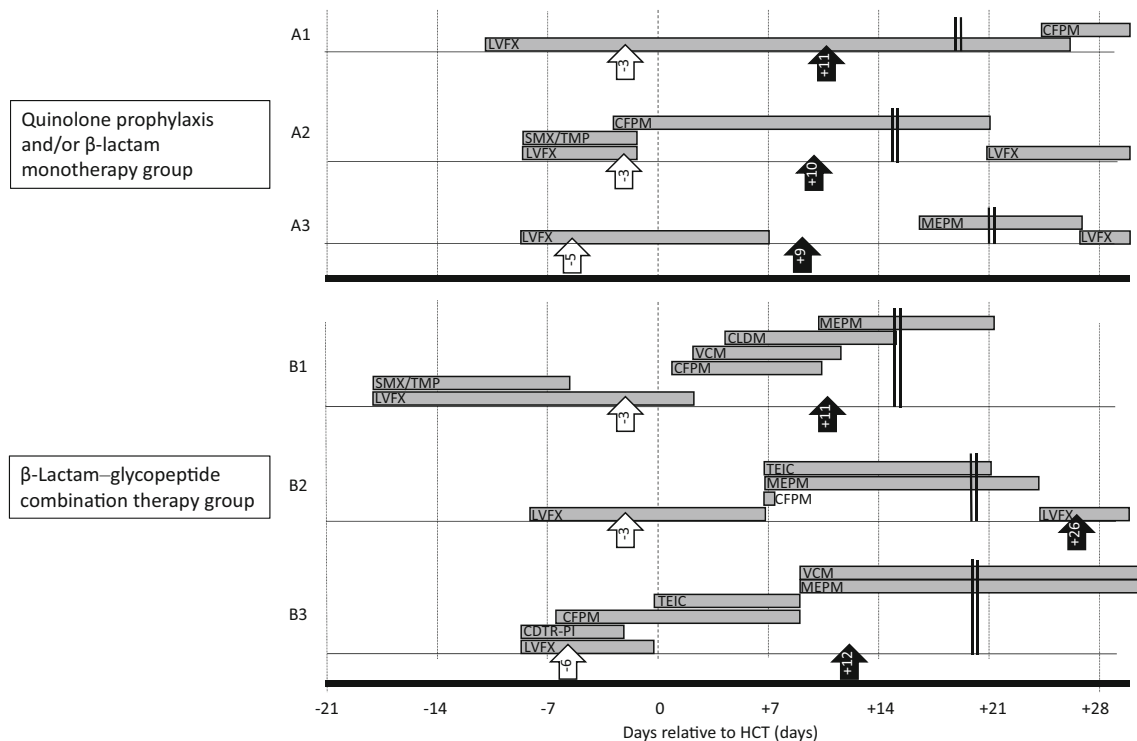 Quinolone prophylaxis
and/or β-lactam
monotherapy group
A1
CFPM
LVFX
-3
+11
A2
CFPM
SMX/TMP
LVFX
LVFX
-3
+10
A3
MEPM
LVFX
LVFX
-5
+9
β-Lactam–glycopeptide
combination therapy group
B1
MEPM
CLDM
VCM
CFPM
SMX/TMP
LVFX
-3
+11
B2
TEIC
MEPM
CFPM
LVFX
LVFX
-3
+26
B3
VCM
MEPM
TEIC
CFPM
CDTR-PI
LVFX
-6
+12
-21 -14 -7 0 +7 +14 +21 +28
Days relative to HCT (days)